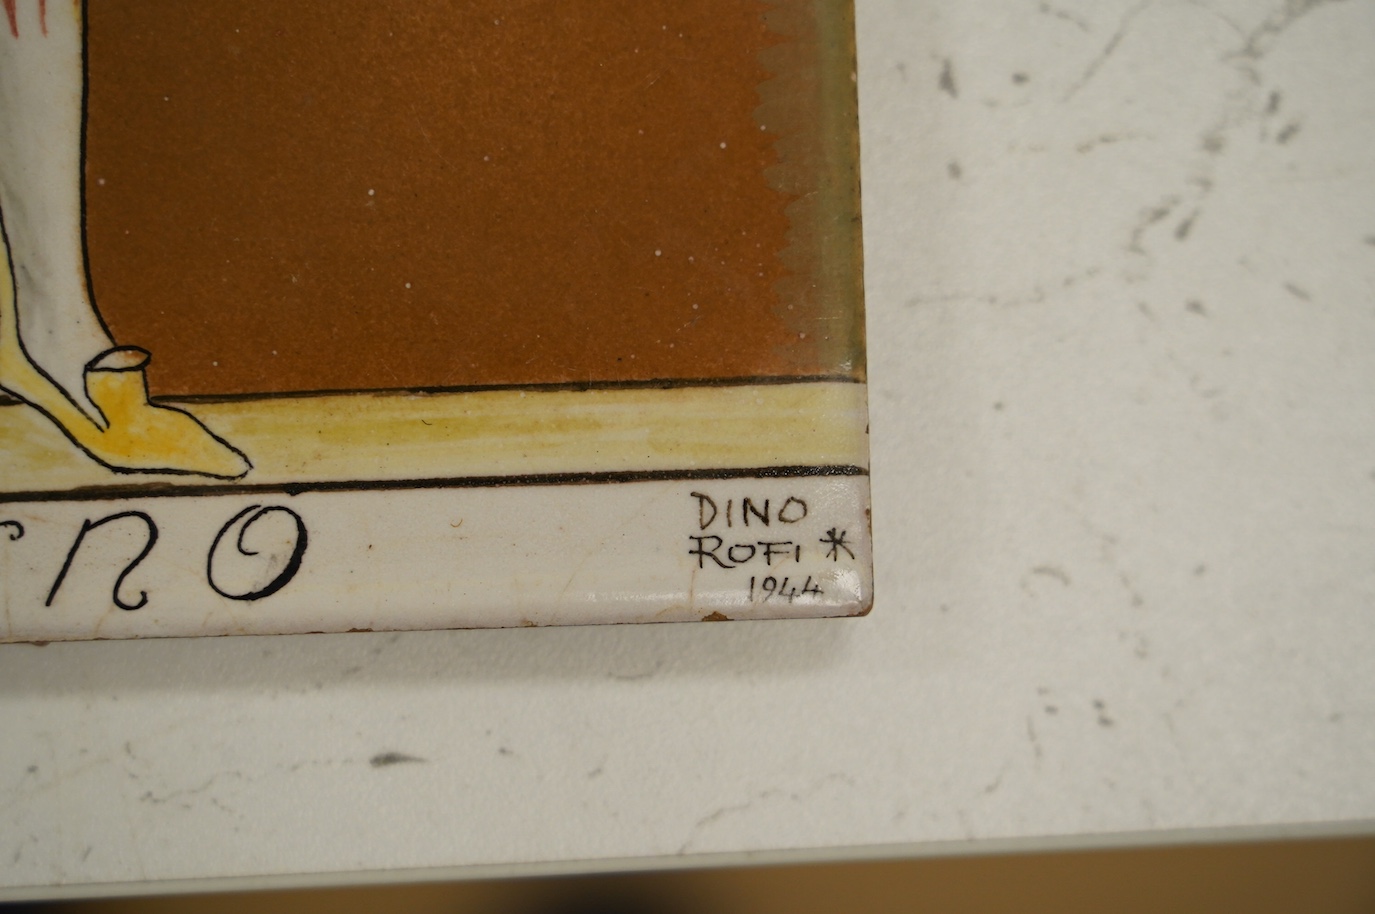 no
DINO
ROFI *
1944